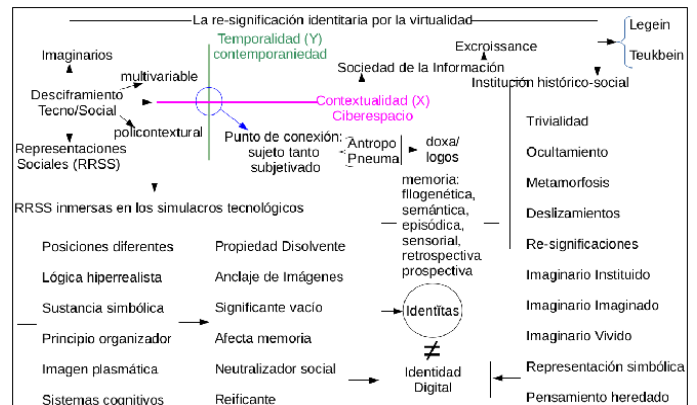 La re-significación identitaria por la virtualidad
Temporalidad (Y)
contemporaniedad
Legein
Teukbein
Imaginarios
Excroissance
Sociedad de la Información
Institución histórico-social
multivariable
Desciframiento
Tecno/Social
Contextualidad (X)
Ciberespacio
policontextural
Punto de conexión:
sujeto tanto
subjetivado
Antropo
Pneuma
doxa/
logos
Representaciones
Sociales (RRSS)
RRSS inmersas en los simulacros tecnológicos
memoria:
fllogenética,
semántica,
episódica,
sensorial,
retrospectiva
prospectiva
Trivialidad
Ocultamiento
Metamorfosis
Deslizamientos
Re-significaciones
Imaginario Instituido
Imaginario Imaginado
Imaginario Vivido
Representación simbólica
Pensamiento heredado
Posiciones diferentes
Lógica hiperrealista
Sustancia simbólica
Principio organizador
Imagen plasmática
Sistemas cognitivos
Propiedad Disolvente
Anclaje de Imágenes
Significante vacío
Afecta memoria
Neutralizador social
Reificante
Identïtas
≠
Identidad
Digital